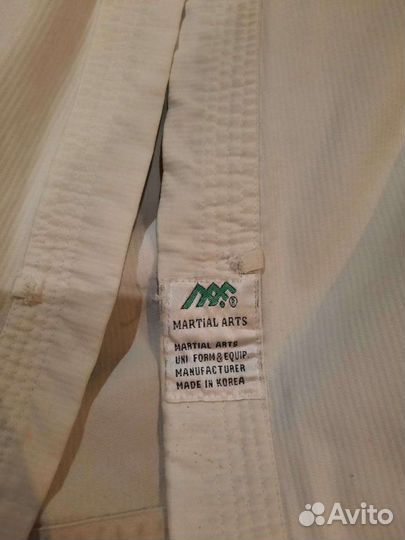 MARTIAL ARTS
MARTIAL ARTS
UNI FORM & EQUIP.
MANUFACTURER
MADE IN KOREA
Avito